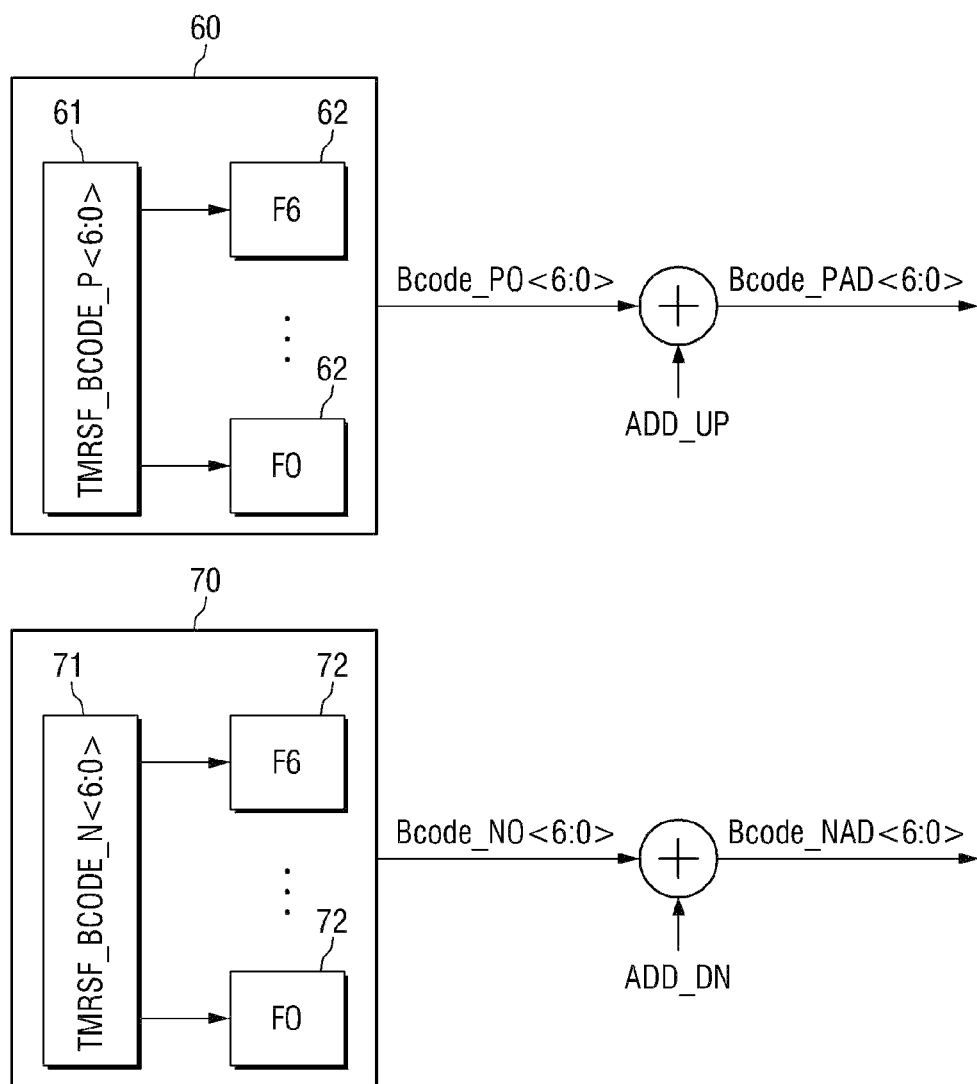 60
61
62
TMRSF_BCODE_P<6:0>
F6
62
F0
Bcode_PO<6:0>
Bcode_PAD<6:0>
ADD_UP
70
71
72
TMRSF_BCODE_N<6:0>
F6
72
F0
Bcode_NO<6:0>
Bcode_NAD<6:0>
ADD_DN